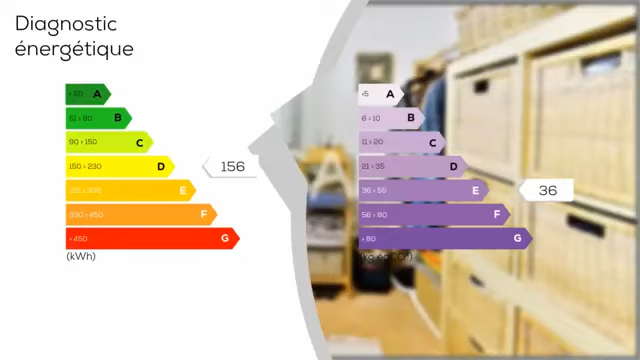 Diagnostic
énergétique
A
51 > 90 B
90 > 150 C
150 > 230 D
156
E
330 > 450 F
> 450 G
(kWh)
<5 A
6 > 10 B
11 > 20 C
21 > 35 D
36 > 55 E
36
56 > 80 F
> 80 G